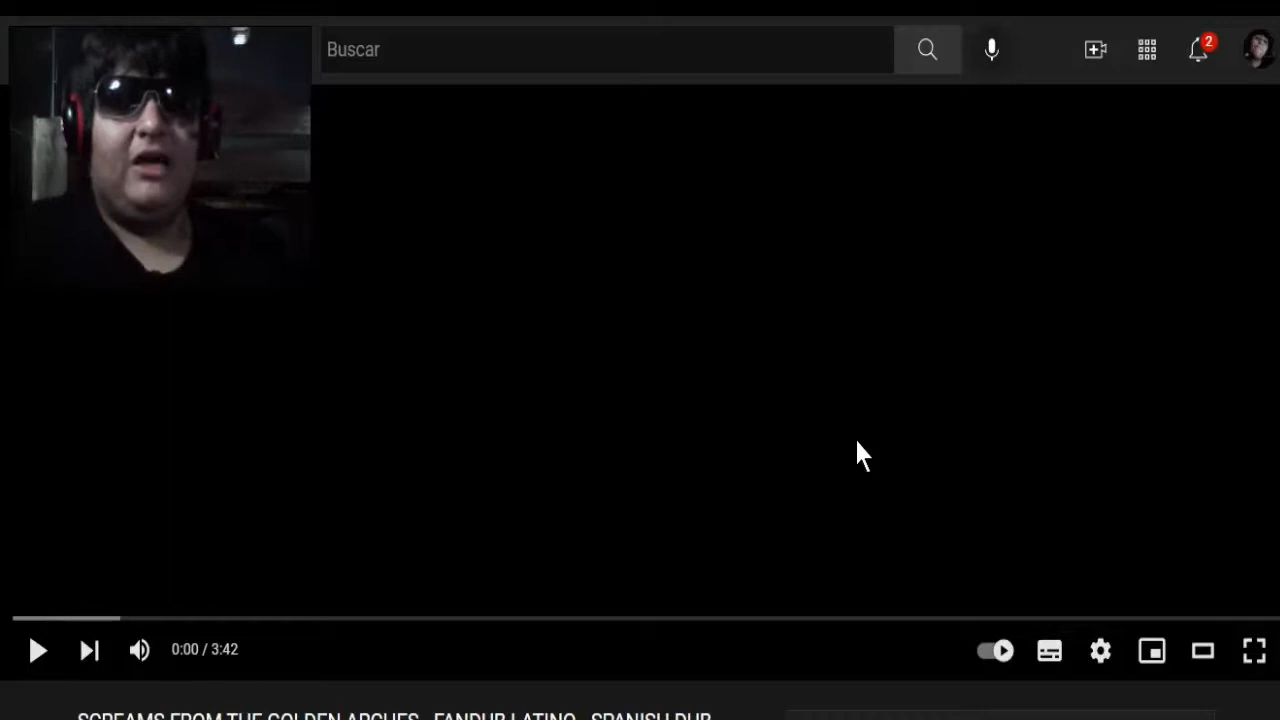 Buscar
2
0:00 / 3:42
SCREAMS FROM THE GOLDEN ARCHES - FANDUB LATINO - SPANISH DUB